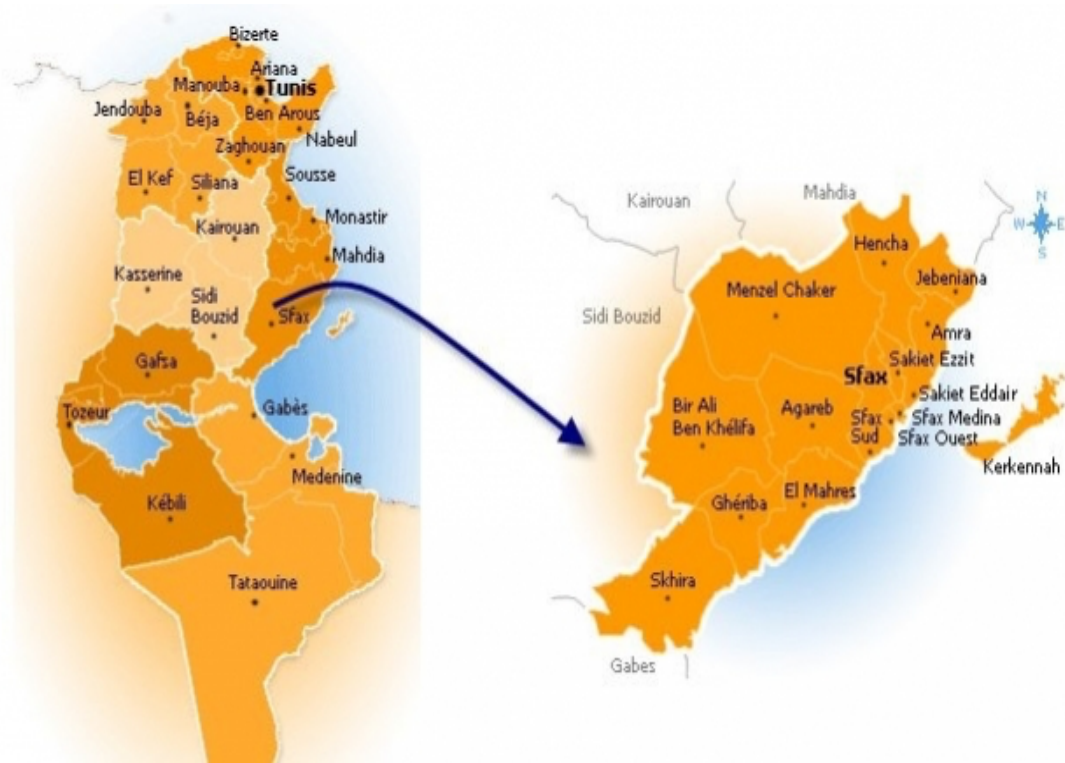 Bizerte
Ariana
Manouba
Tunis
Jendouba
Béja
Ben Arous
Nabeul
Zaghouan
El Kef
Siliana
Sousse
Kairouan
Monastir
Mahdia
Kasserine
Sidi
Bouzid
Sfax
Gafsa
Tozeur
Gabès
Medenine
Kébili
Tataouine
Kairouan
Mahdia
N
W
E
S
Hencha
Jebeniana
Menzel Chaker
Sidi Bouzid
Amra
Sakiet Ezzit
Sfax
Sakiet Eddair
Bir Ali
Ben Khélifa
Agareb
Sfax
Sud
Sfax Medina
Sfax Ouest
Kerkennah
El Mahres
Ghériba
Skhira
Gabes